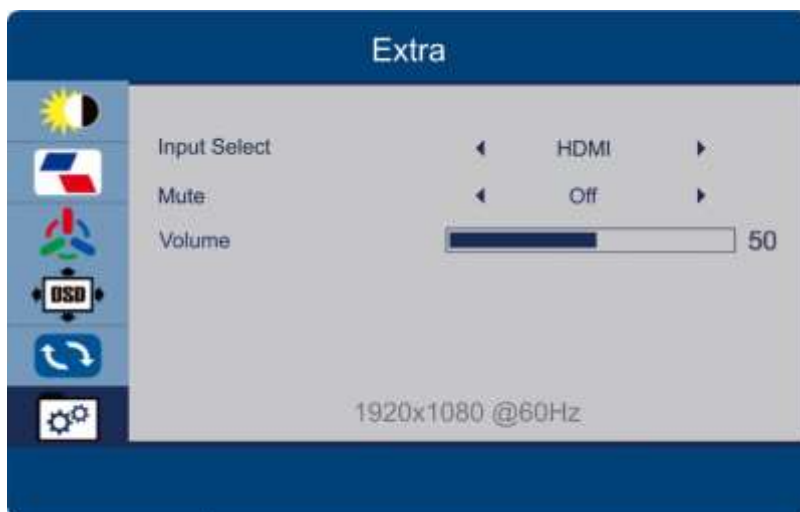 Extra
Input Select HDMI
Mute Off
Volume 50
OSD
1920x1080 @60Hz